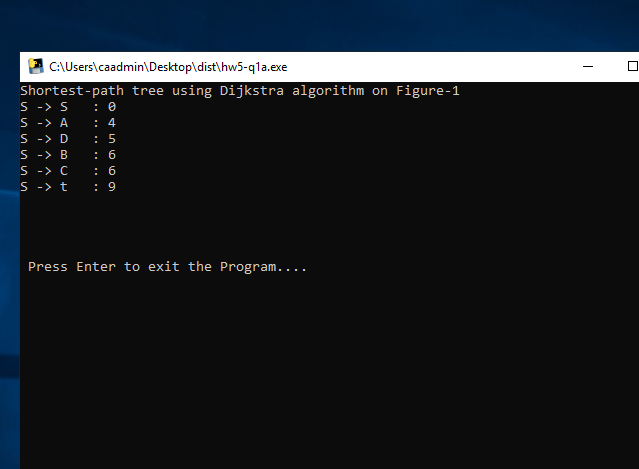 C:\Users\caadmin\Desktop\dist\hw5-q1a.exe
Shortest-path tree using Dijkstra algorithm on Figure-1
S -> S   : 0
S -> A   : 4
S -> D   : 5
S -> B   : 6
S -> C   : 6
S -> t   : 9
Press Enter to exit the Program....